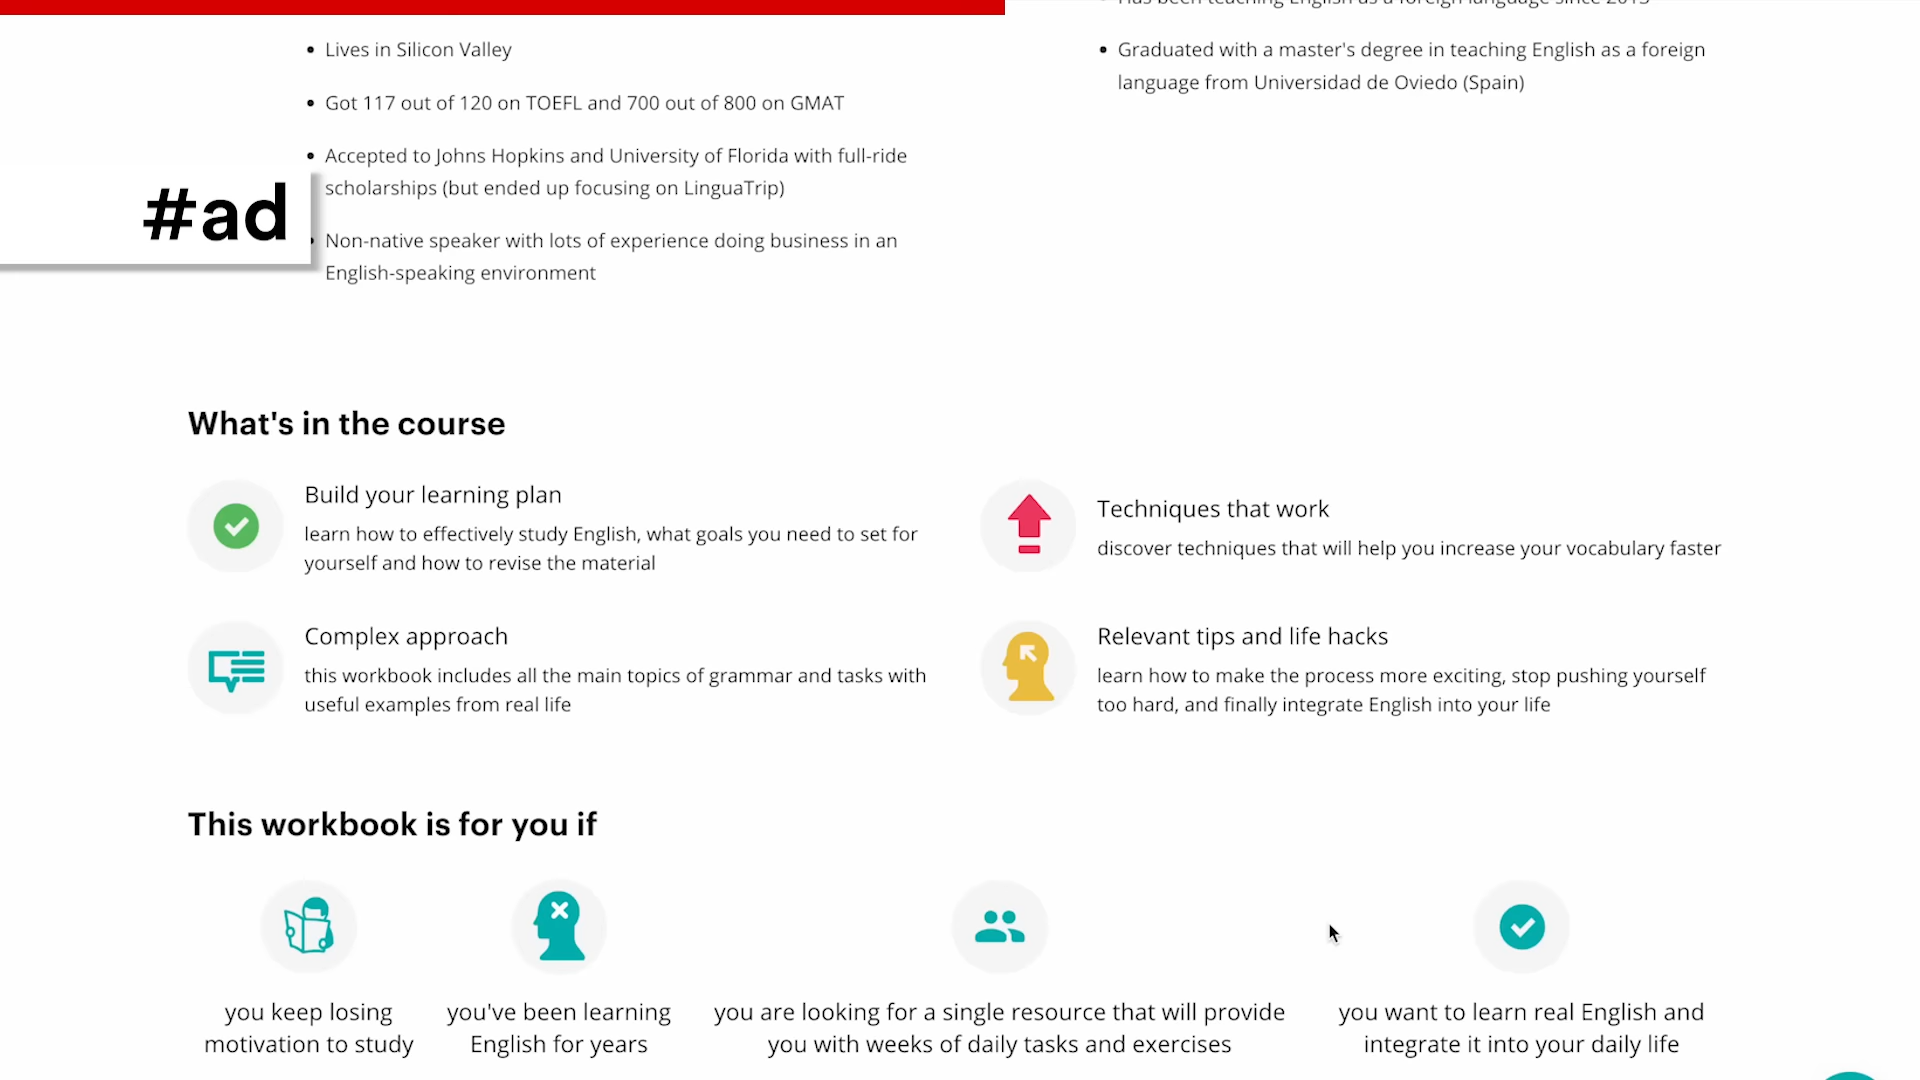 Has been teaching English as a foreign language since 2015
Lives in Silicon Valley
Got 117 out of 120 on TOEFL and 700 out of 800 on GMAT
Accepted to Johns Hopkins and University of Florida with full-ride
scholarships (but ended up focusing on LinguaTrip)
Non-native speaker with lots of experience doing business in an
English-speaking environment
Graduated with a master's degree in teaching English as a foreign
language from Universidad de Oviedo (Spain)
#ad
What's in the course
Build your learning plan
learn how to effectively study English, what goals you need to set for
yourself and how to revise the material
Techniques that work
discover techniques that will help you increase your vocabulary faster
Complex approach
this workbook includes all the main topics of grammar and tasks with
useful examples from real life
Relevant tips and life hacks
learn how to make the process more exciting, stop pushing yourself
too hard, and finally integrate English into your life
This workbook is for you if
you keep losing
motivation to study
you've been learning
English for years
you are looking for a single resource that will provide
you with weeks of daily tasks and exercises
you want to learn real English and
integrate it into your daily life